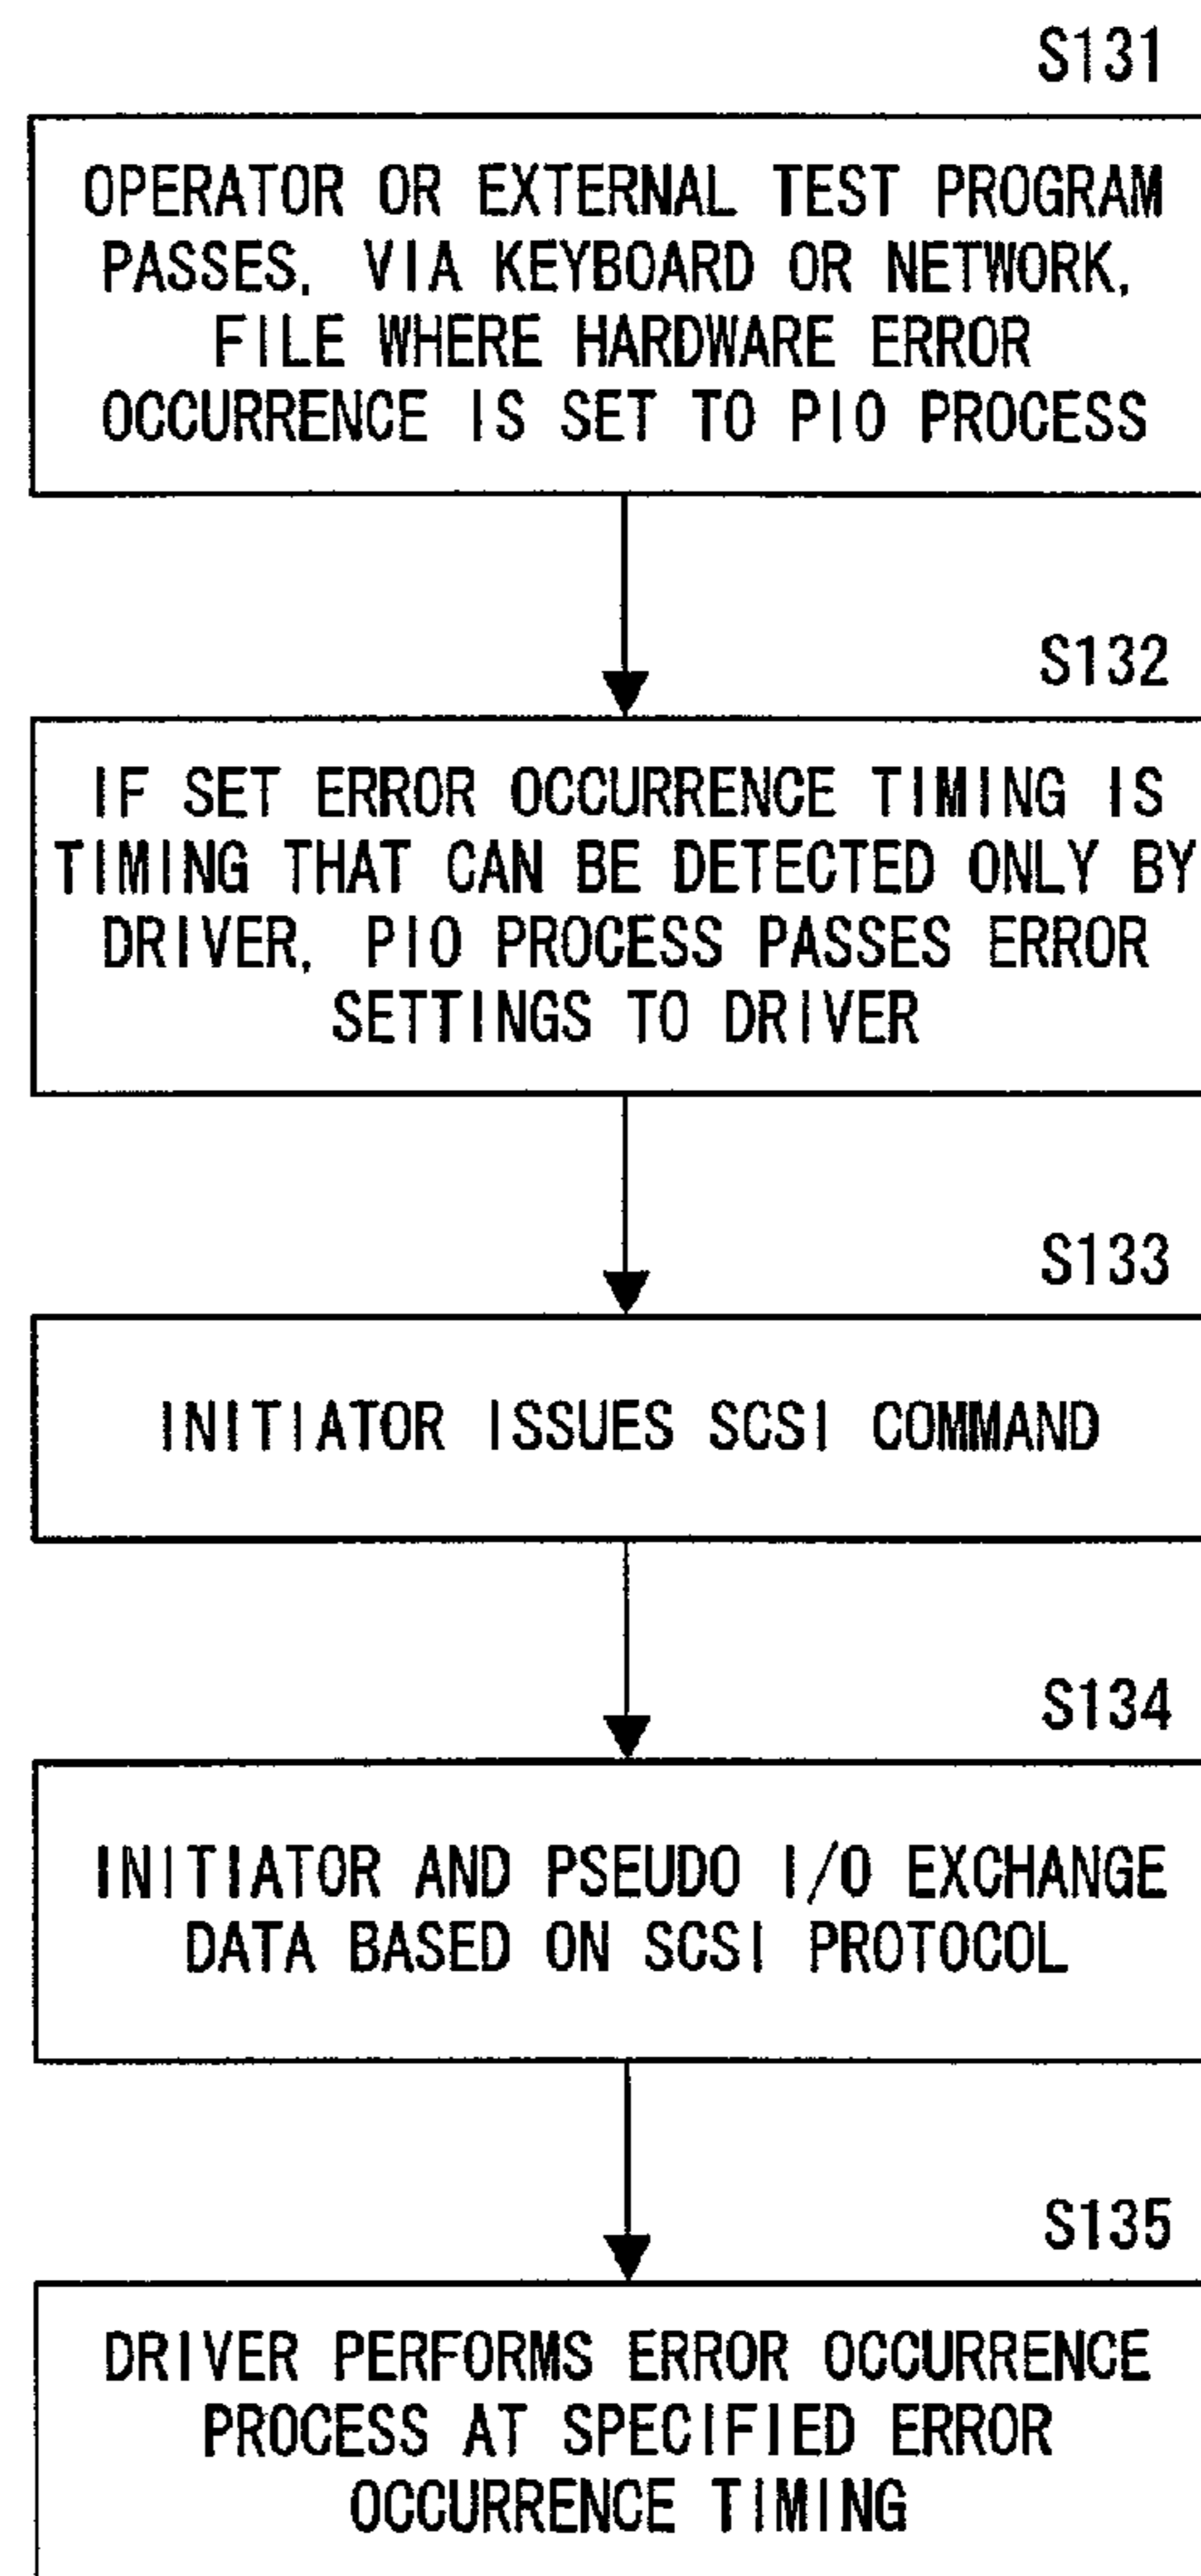 S131
OPERATOR OR EXTERNAL TEST PROGRAM
PASSES, VIA KEYBOARD OR NETWORK,
FILE WHERE HARDWARE ERROR
OCCURRENCE IS SET TO PIO PROCESS
S132
IF SET ERROR OCCURRENCE TIMING IS
TIMING THAT CAN BE DETECTED ONLY BY
DRIVER, PIO PROCESS PASSES ERROR
SETTINGS TO DRIVER
S133
INITIATOR ISSUES SCSI COMMAND
S134
INITIATOR AND PSEUDO I/O EXCHANGE
DATA BASED ON SCSI PROTOCOL
S135
DRIVER PERFORMS ERROR OCCURRENCE
PROCESS AT SPECIFIED ERROR
OCCURRENCE TIMING